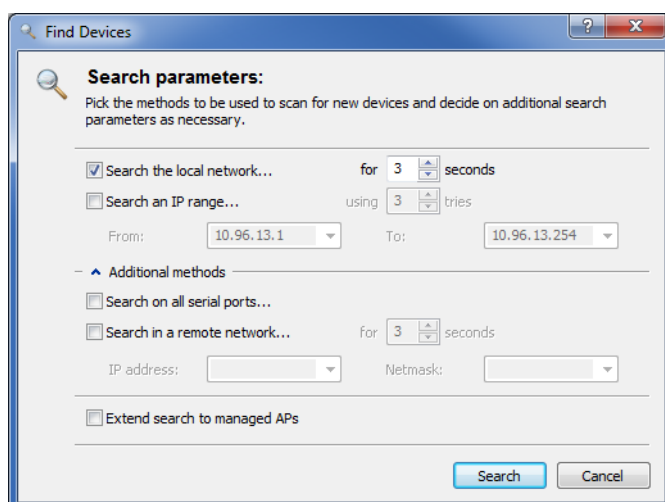 Find Devices
Search parameters:
Pick the methods to be used to scan for new devices and decide on additional search
parameters as necessary.
Search the local network... for 3 seconds
Search an IP range... using 3 tries
From: 10.96.13.1 To: 10.96.13.254
Additional methods
Search on all serial ports...
Search in a remote network... for 3 seconds
IP address: Netmask:
Extend search to managed APs
Search Cancel